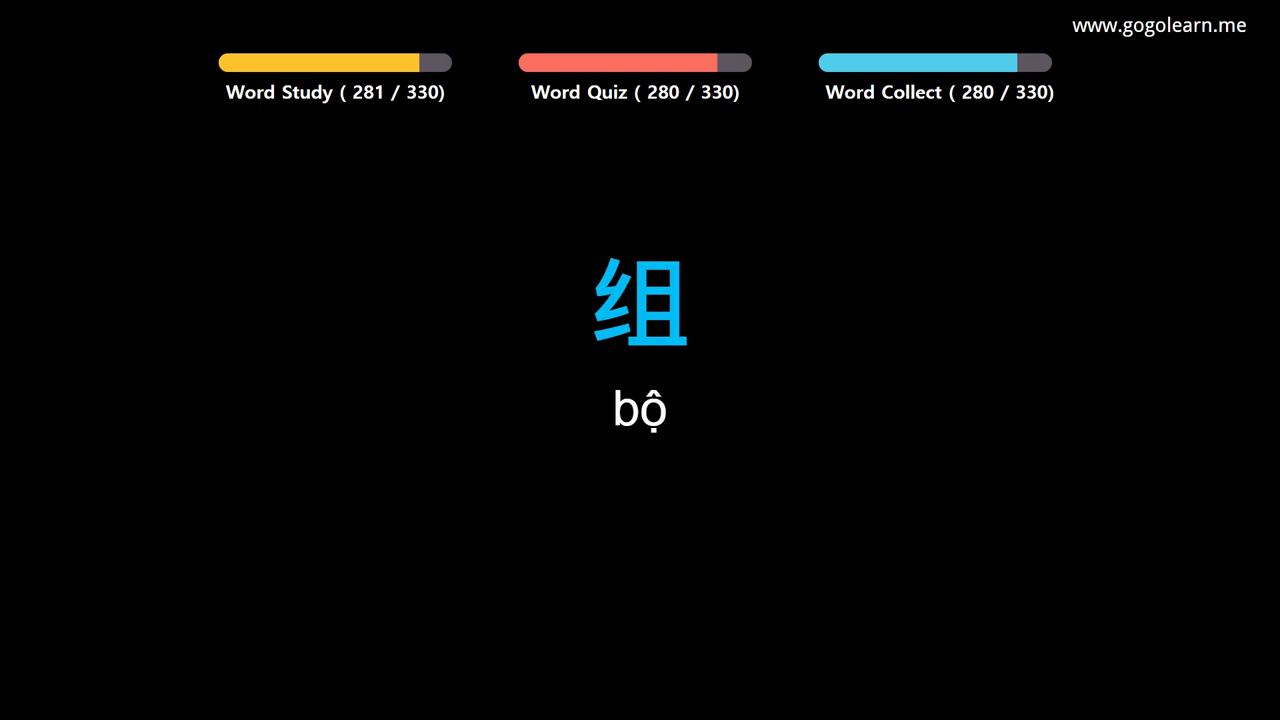 www.gogolearn.me
Word Study ( 281 / 330)
Word Quiz ( 280 / 330)
Word Collect ( 280 / 330)
组
bộ